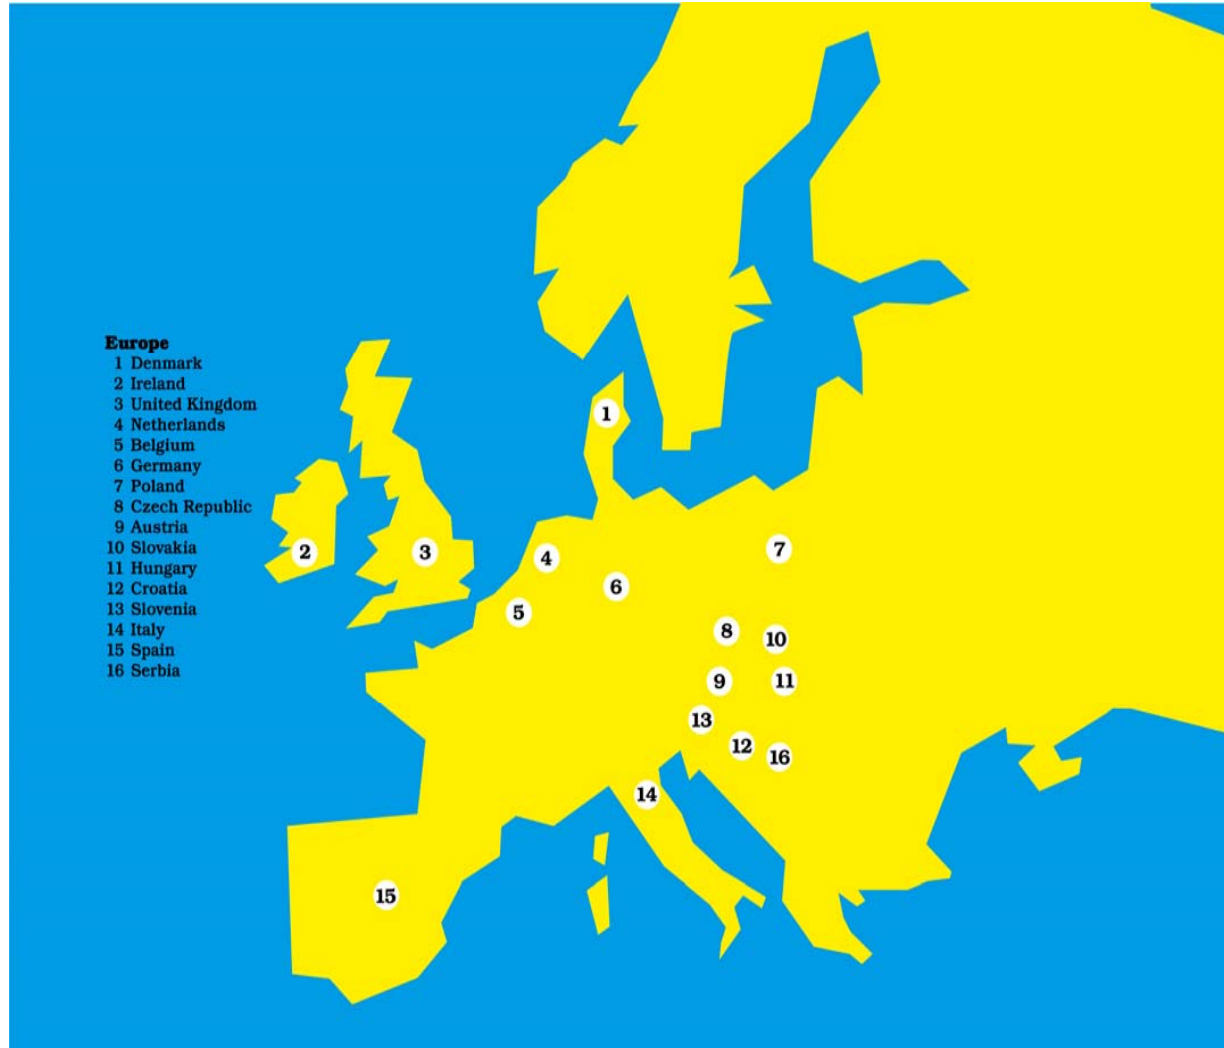 Europe
1 Denmark
2 Ireland
3 United Kingdom
4 Netherlands
5 Belgium
6 Germany
7 Poland
8 Czech Republic
9 Austria
10 Slovakia
11 Hungary
12 Croatia
13 Slovenia
14 Italy
15 Spain
16 Serbia
1
2
3
4
7
6
5
8
10
9
11
13
12
16
14
15